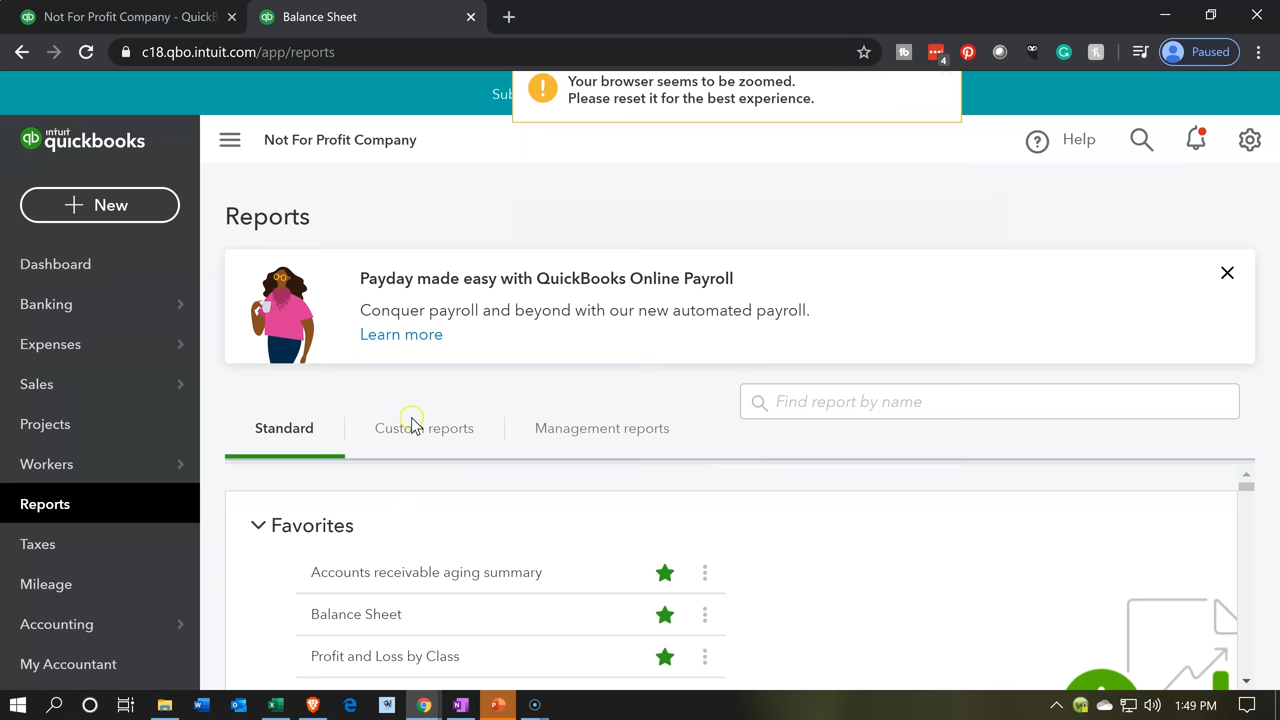 Not For Profit Company - QuickB
Balance Sheet
c18.qbo.intuit.com/app/reports
4
Paused
Your browser seems to be zoomed.
Please reset it for the best experience.
intuit
quickbooks
Not For Profit Company
Help
New
Reports
Dashboard
Banking
Expenses
Sales
Projects
Workers
Reports
Taxes
Mileage
Accounting
My Accountant
Payday made easy with QuickBooks Online Payroll
Conquer payroll and beyond with our new automated payroll.
Learn more
Find report by name
Standard
Custom reports
Management reports
Favorites
Accounts receivable aging summary
Balance Sheet
Profit and Loss by Class
1:49 PM